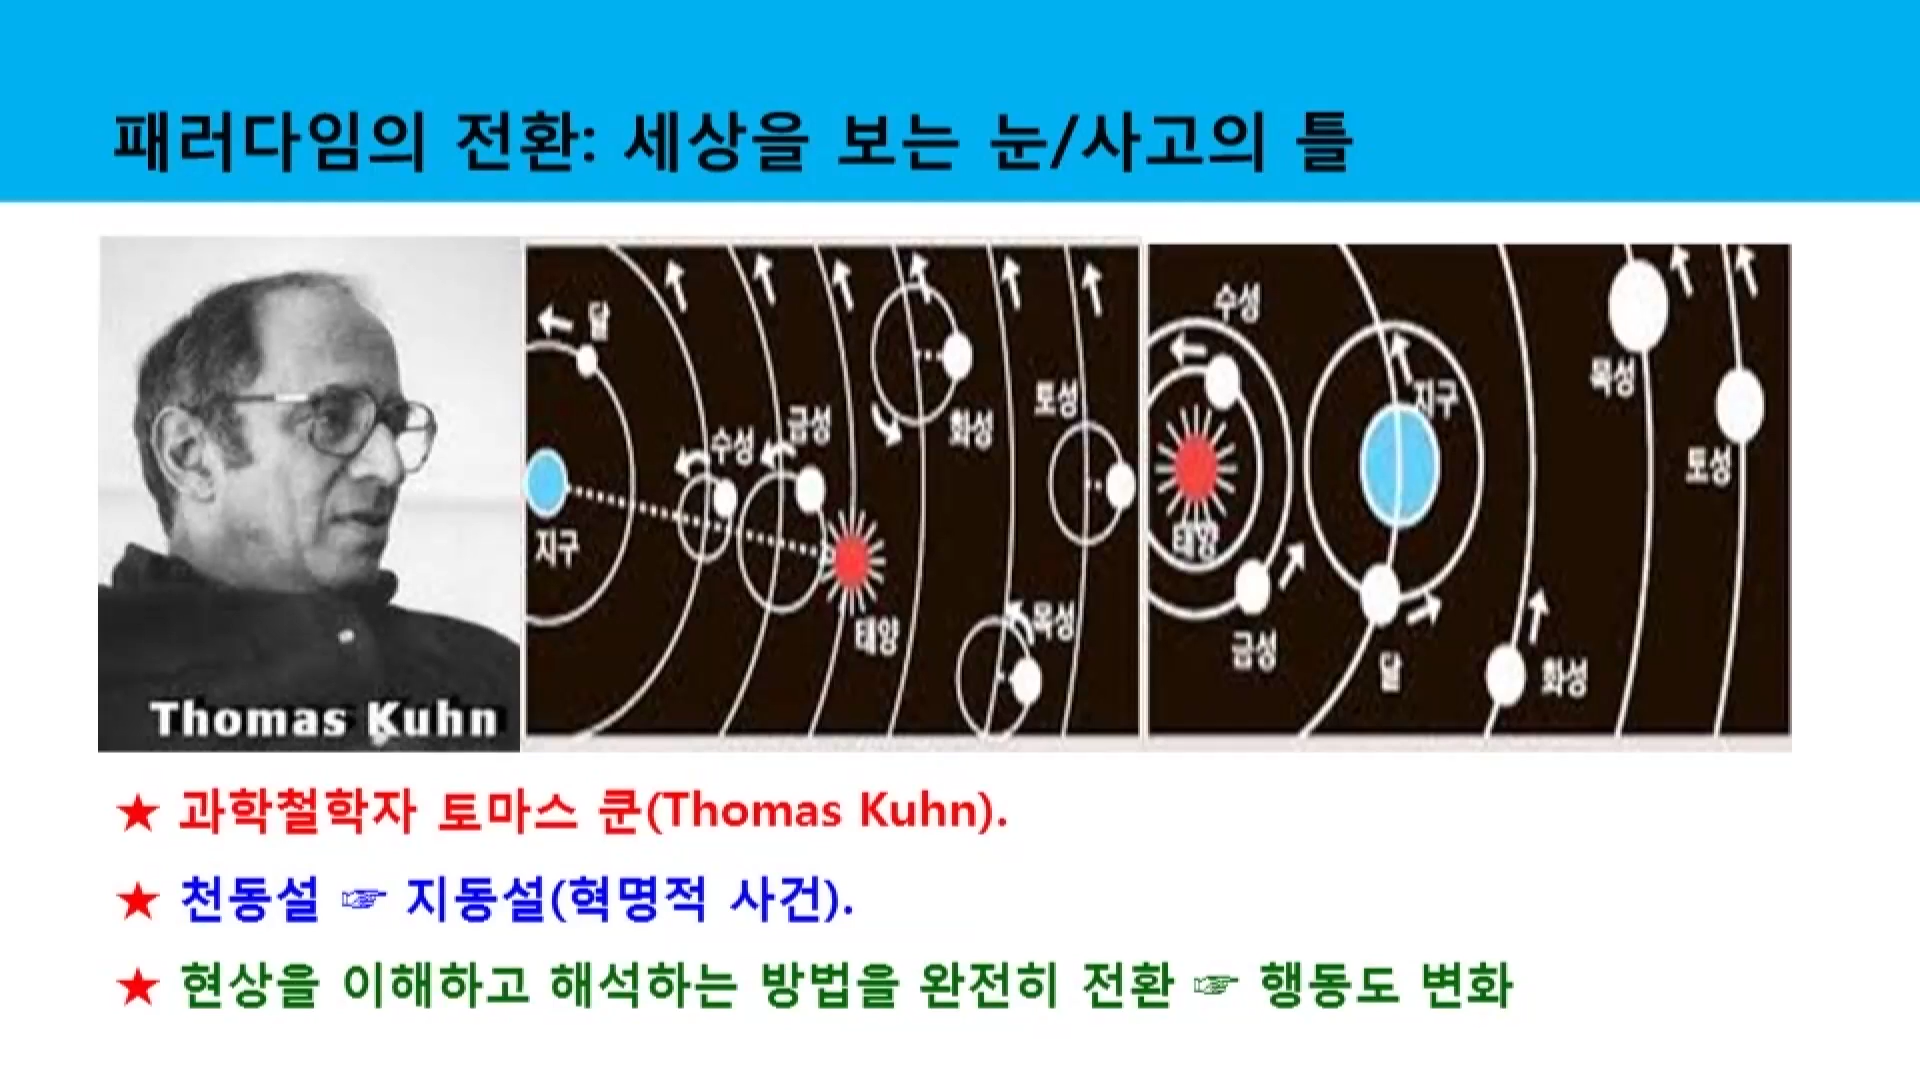 패러다임의 전환: 세상을 보는 눈/사고의 틀
Thomas Kuhn
달
수성
금성
화성
토성
지구
태양
목성
수성
지구
목성
토성
태양
금성
달
화성
★ 과학철학자 토마스 쿤(Thomas Kuhn).
★ 천동설 ☞ 지동설(혁명적 사건).
★ 현상을 이해하고 해석하는 방법을 완전히 전환 ☞ 행동도 변화